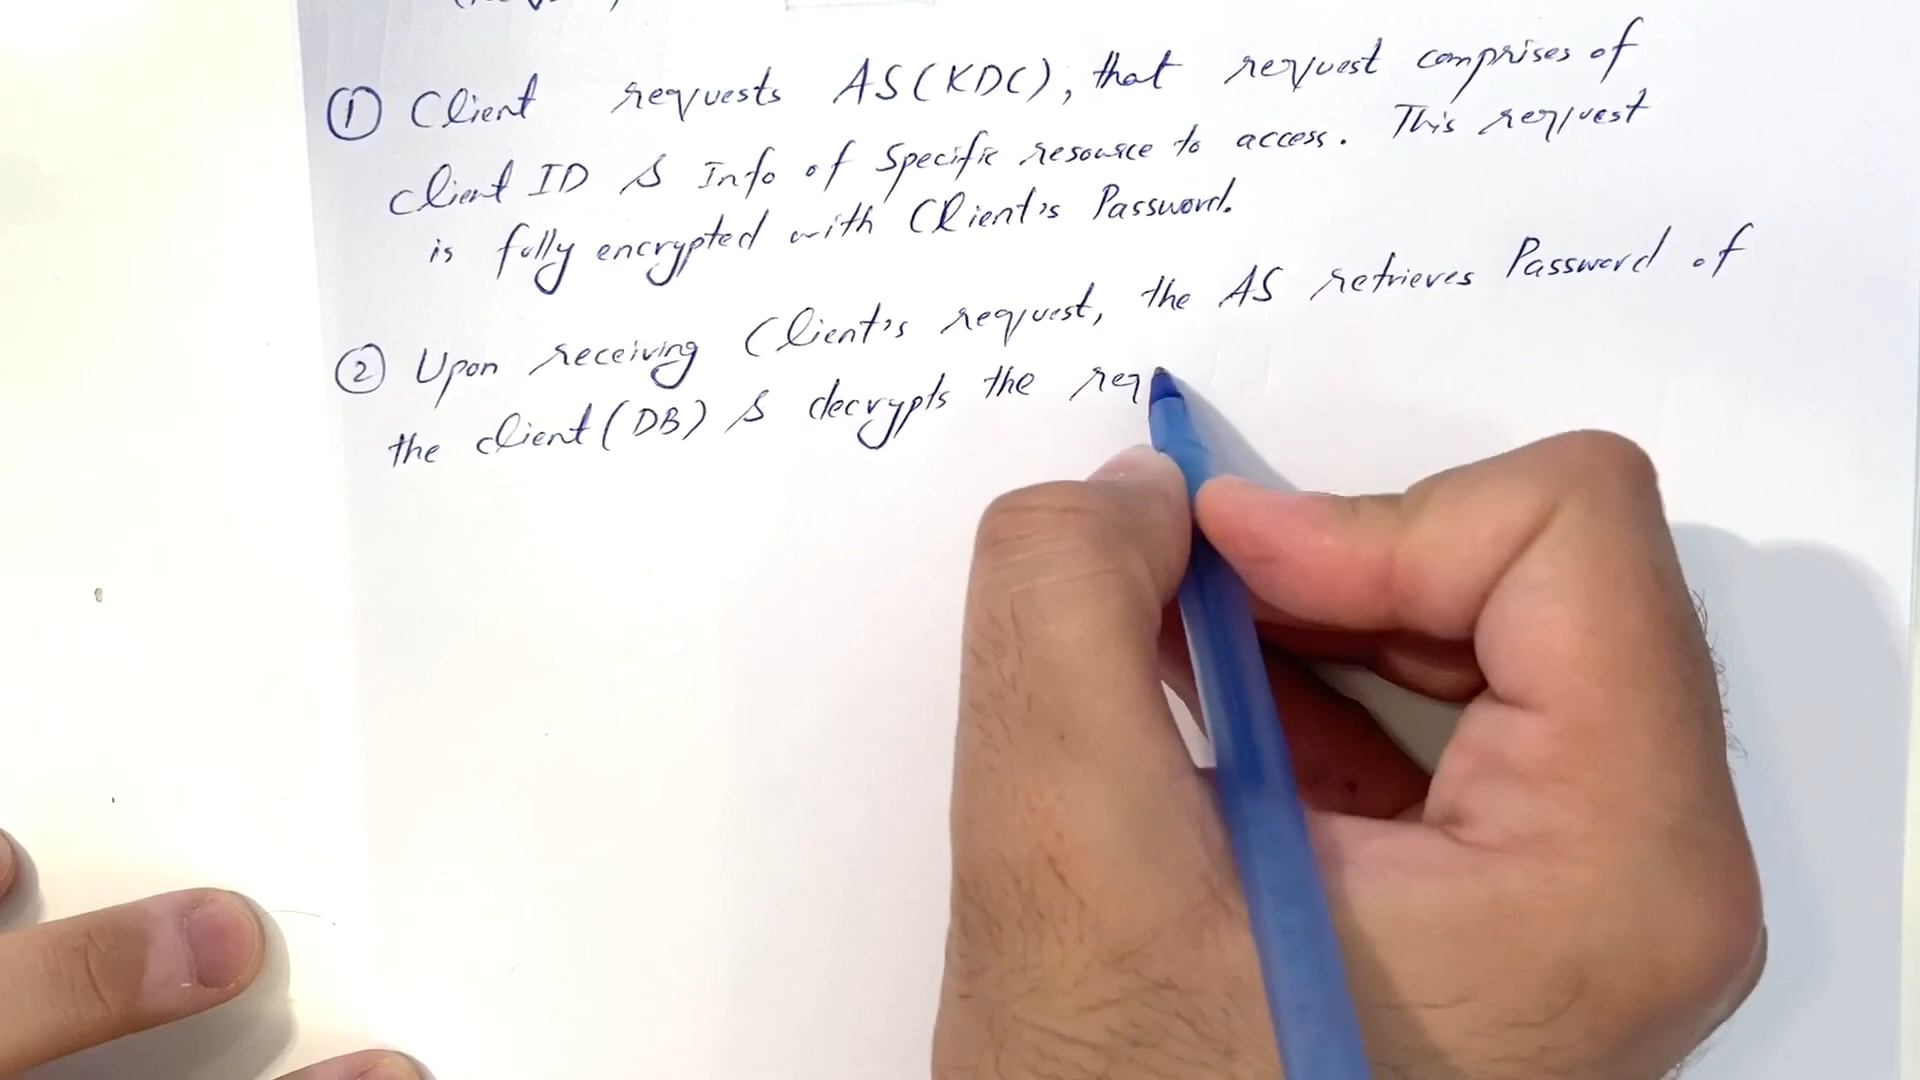 ① Client requests AS(KDC), that request comprises of
client ID & Info of Specific resource to access. This request
is fully encrypted with Client's Password.
② Upon receiving Client's request, the AS retrieves Password of
the client (DB) & decrypts the req